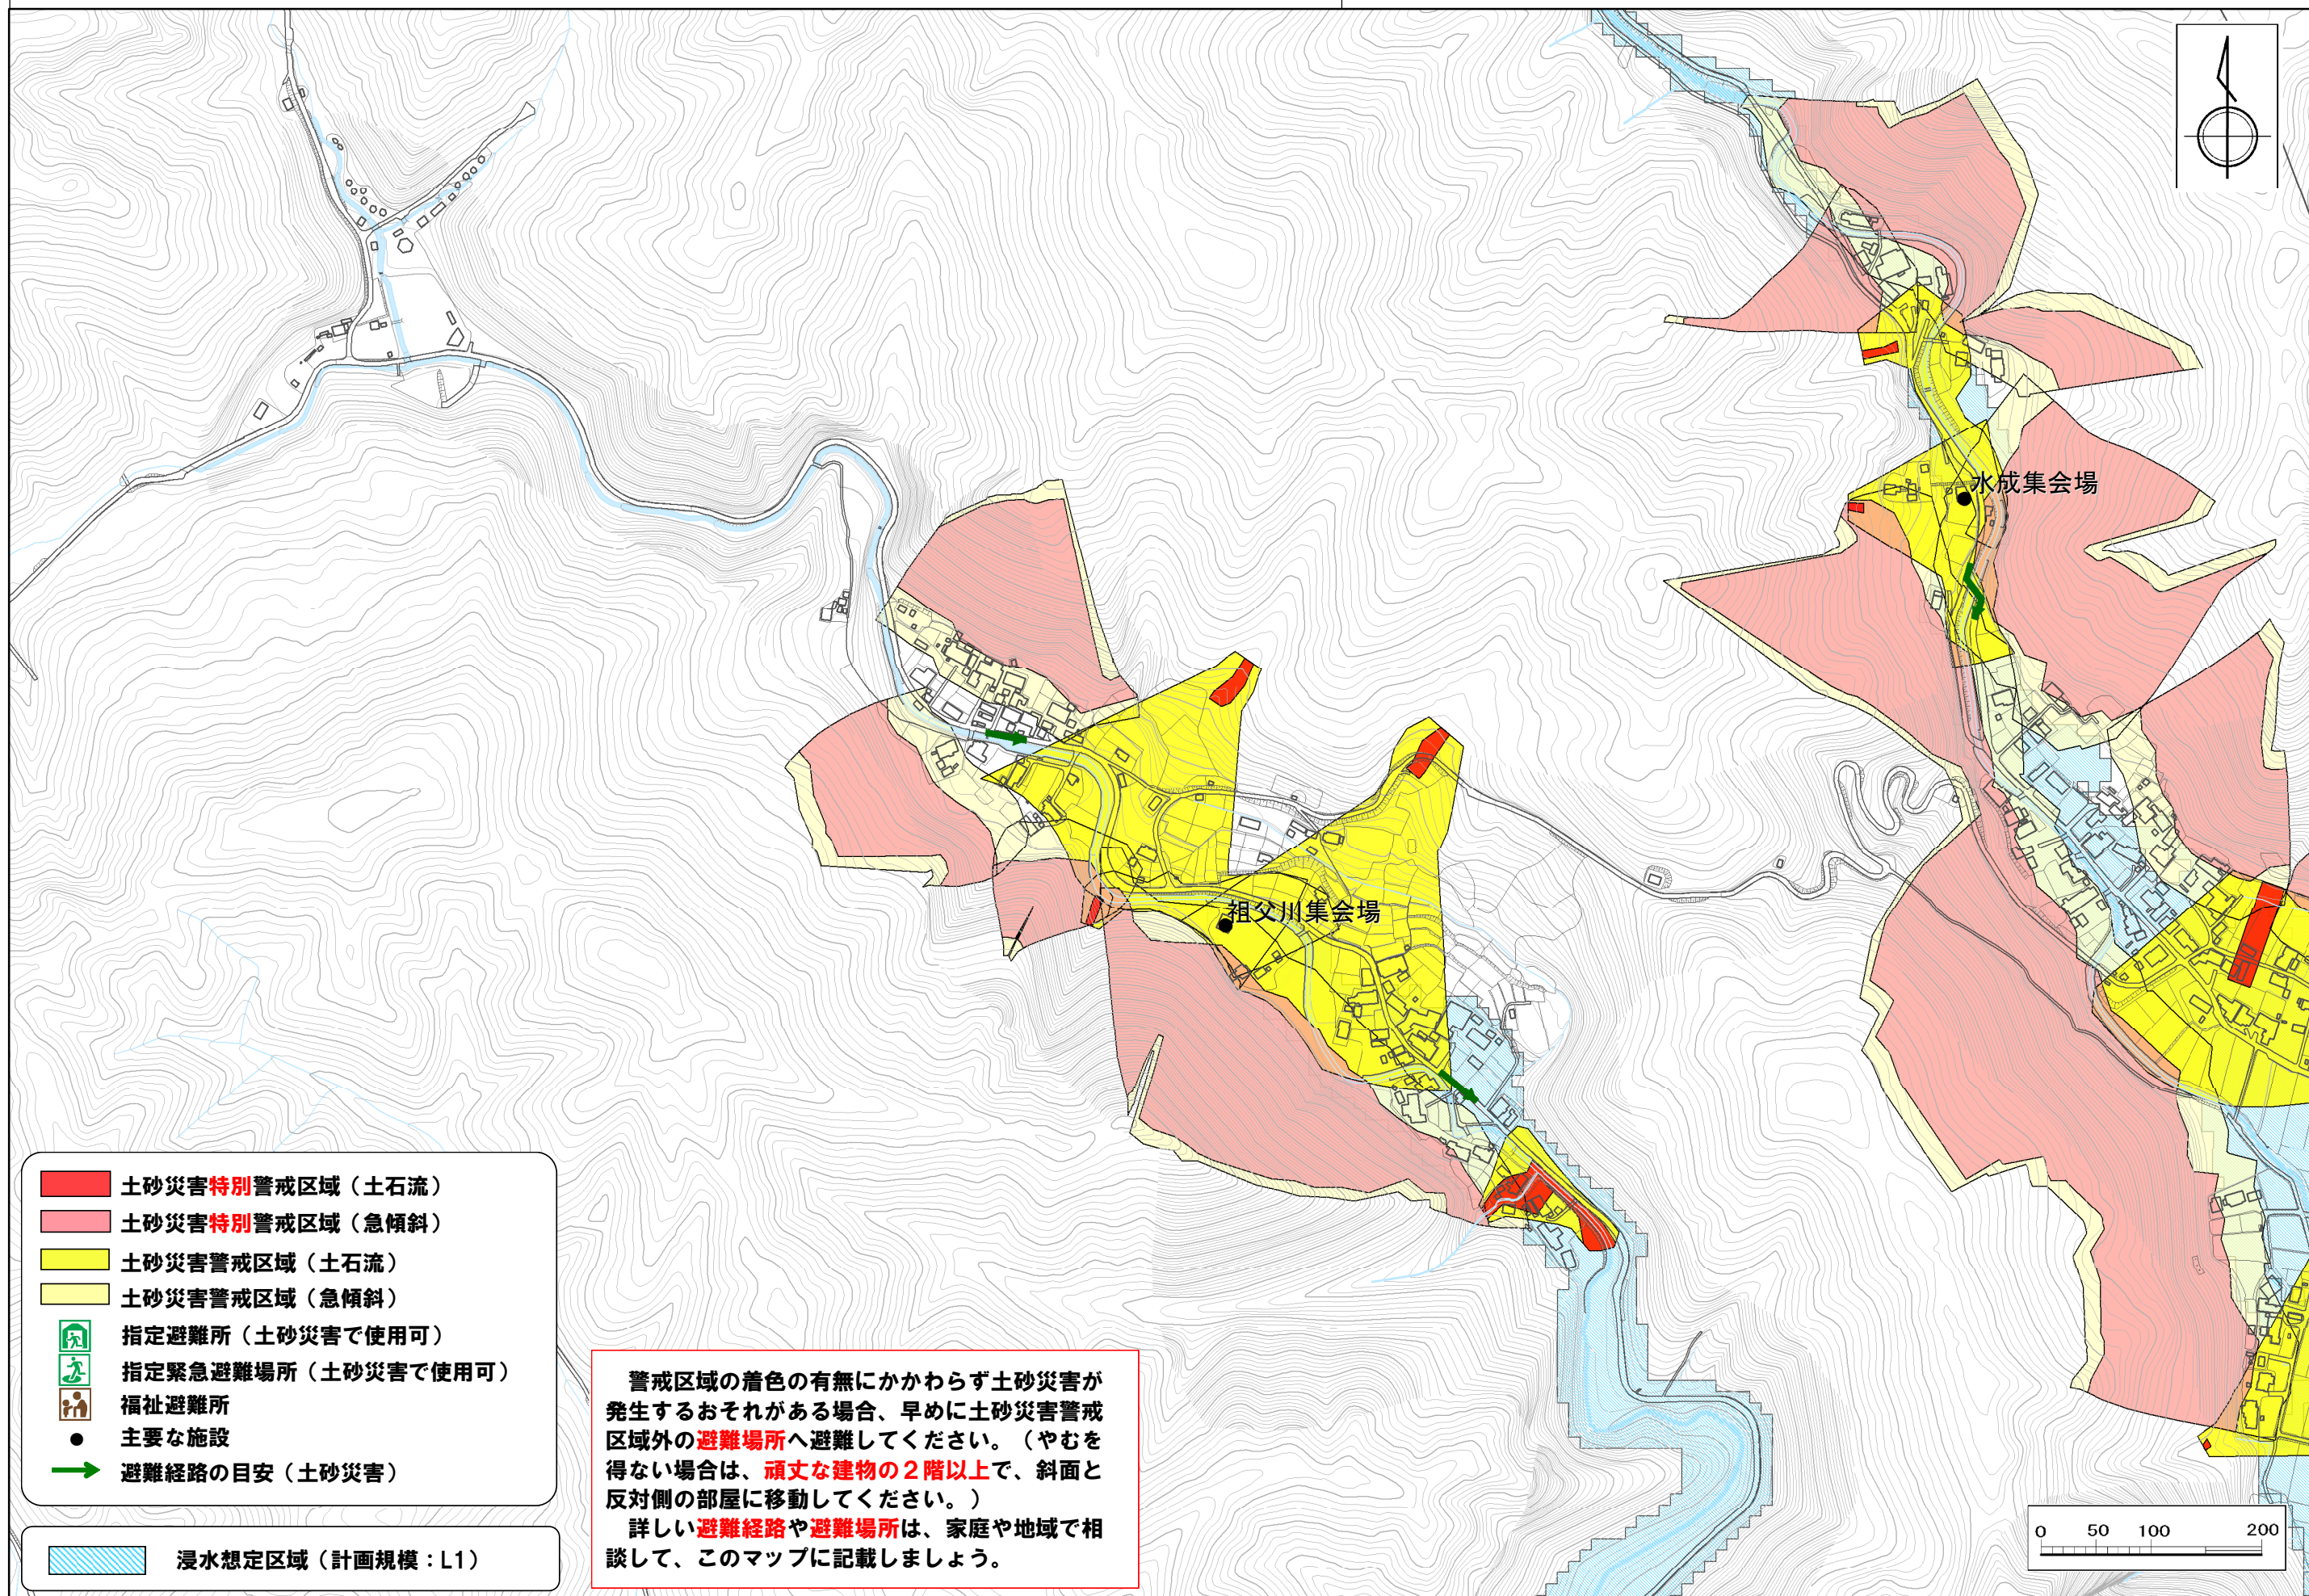 水成集会場
祖父川集会場
土砂災害特別警戒区域（土石流）
土砂災害特別警戒区域（急傾斜）
土砂災害警戒区域（土石流）
土砂災害警戒区域（急傾斜）
指定避難所（土砂災害で使用可）
指定緊急避難場所（土砂災害で使用可）
福祉避難所
主要な施設
避難経路の目安（土砂災害）
浸水想定区域（計画規模：L1）
警戒区域の着色の有無にかかわらず土砂災害が
発生するおそれがある場合、早めに土砂災害警戒
区域外の避難場所へ避難してください。（やむを
得ない場合は、頑丈な建物の２階以上で、斜面と
反対側の部屋に移動してください。）
詳しい避難経路や避難場所は、家庭や地域で相
談して、このマップに記載しましょう。
0 50 100 200